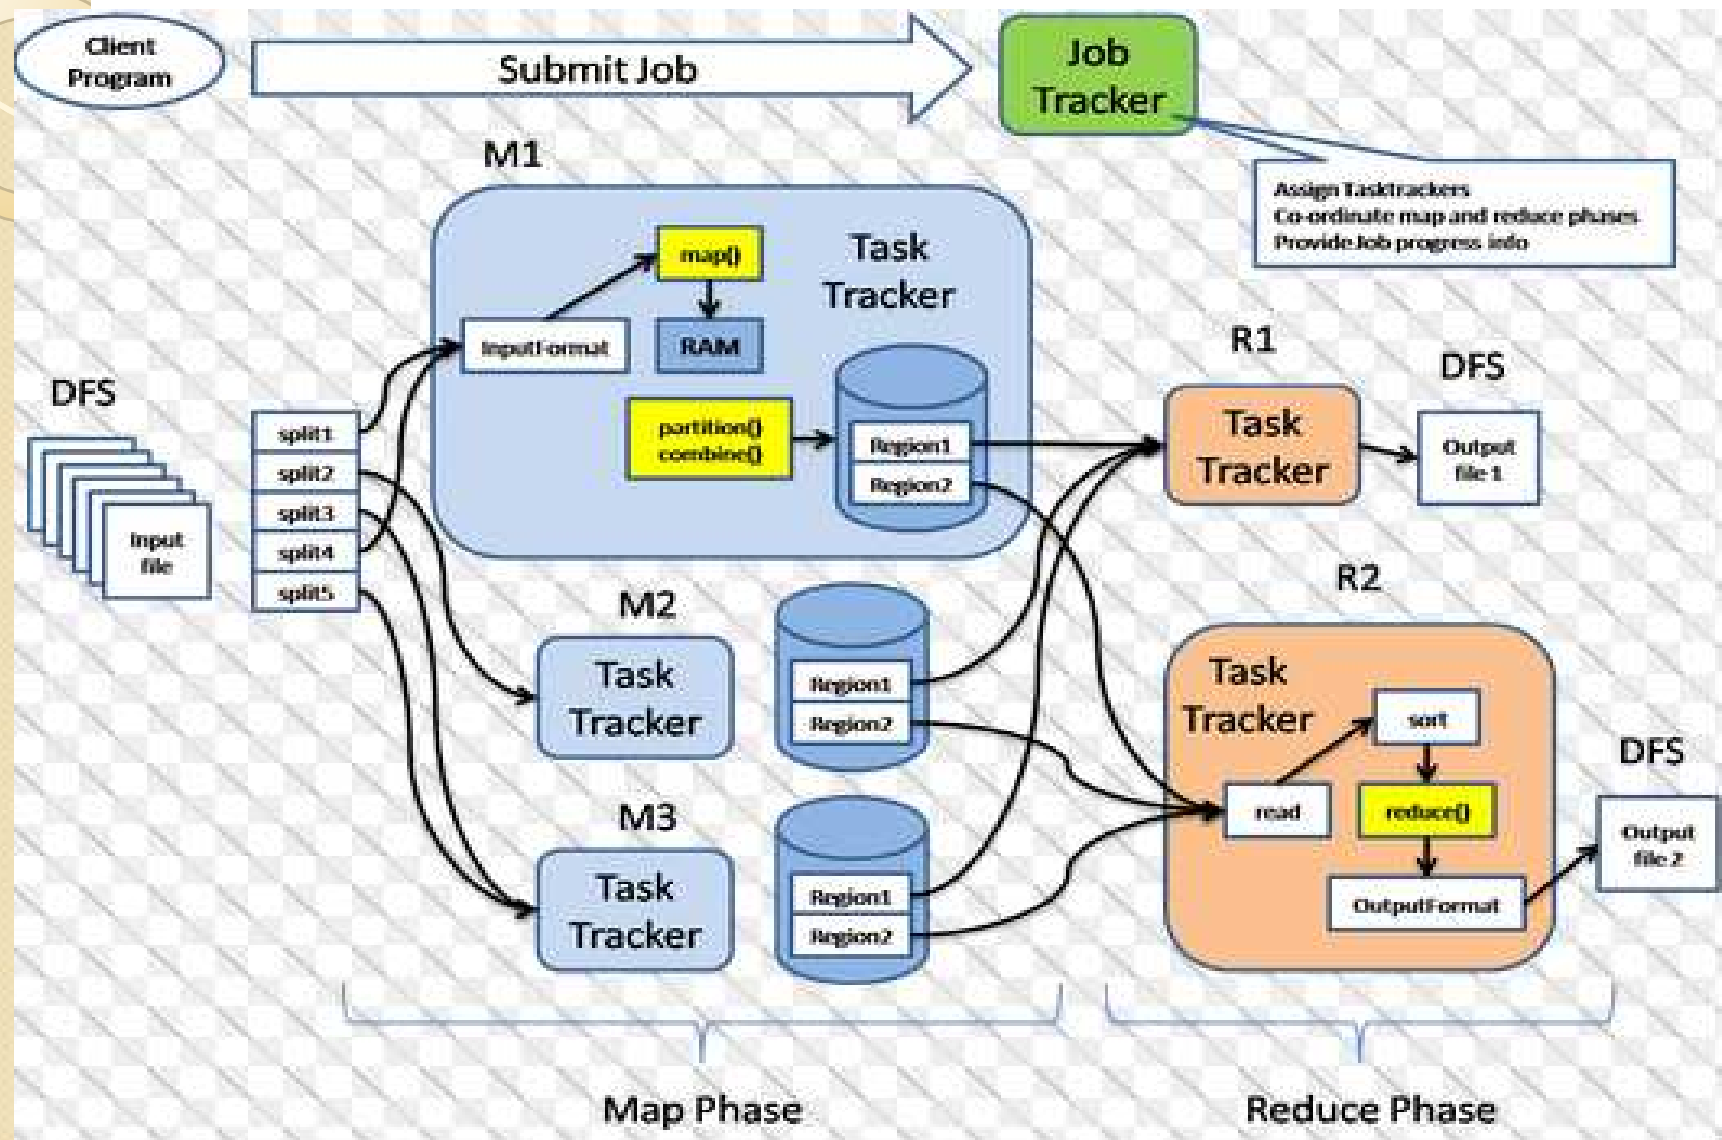 Client
Program
Submit Job
Job
Tracker
Assign Tasktrackers
Co-ordinate map and reduce phases
Provide Job progress info
M1
map()
Task
Tracker
InputFormat
RAM
partition()
combine()
Region1
Region2
DFS
Input
file
split1
split2
split3
split4
split5
M2
Task
Tracker
Region1
Region2
M3
Task
Tracker
Region1
Region2
R1
Task
Tracker
DFS
Output
file 1
R2
Task
Tracker
sort
read
reduce()
OutputFormat
DFS
Output
file 2
Map Phase
Reduce Phase